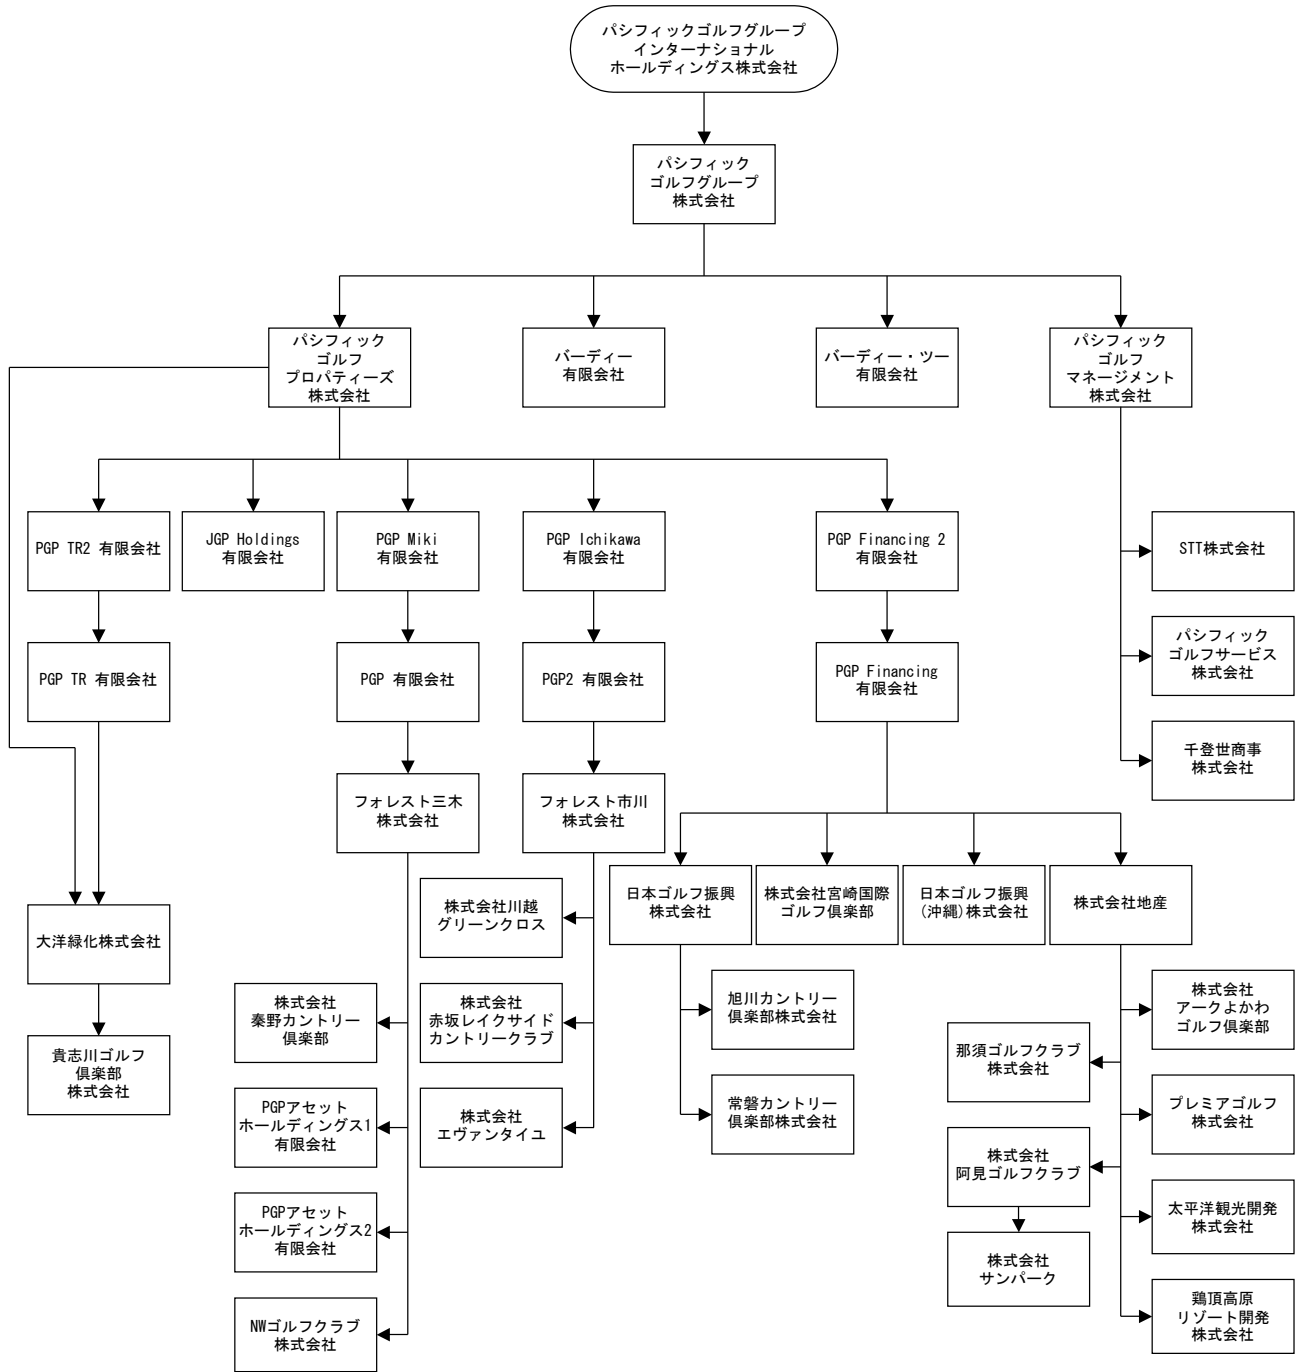 パシフィックゴルフグループ
インターナショナル
ホールディングス株式会社
パシフィック
ゴルフグループ
株式会社
パシフィック
ゴルフ
プロパティーズ
株式会社
バーディー
有限会社
バーディー・ツー
有限会社
パシフィック
ゴルフ
マネージメント
株式会社
PGP TR2 有限会社
JGP Holdings
有限会社
PGP Miki
有限会社
PGP Ichikawa
有限会社
PGP Financing 2
有限会社
STT株式会社
PGP TR 有限会社
PGP 有限会社
PGP2 有限会社
PGP Financing
有限会社
パシフィック
ゴルフサービス
株式会社
千登世商事
株式会社
フォレスト三木
株式会社
フォレスト市川
株式会社
大洋緑化株式会社
株式会社川越
グリーンクロス
日本ゴルフ振興
株式会社
株式会社宮崎国際
ゴルフ倶楽部
日本ゴルフ振興
(沖縄)株式会社
株式会社地産
貴志川ゴルフ
倶楽部
株式会社
株式会社
秦野カントリー
倶楽部
株式会社
赤坂レイクサイド
カントリークラブ
旭川カントリー
倶楽部株式会社
那須ゴルフクラブ
株式会社
株式会社
アークよかわ
ゴルフ倶楽部
PGPアセット
ホールディングス1
有限会社
株式会社
エヴァンタイユ
常磐カントリー
倶楽部株式会社
株式会社
阿見ゴルフクラブ
プレミアゴルフ
株式会社
PGPアセット
ホールディングス2
有限会社
株式会社
サンパーク
太平洋観光開発
株式会社
NWゴルフクラブ
株式会社
鶏頂高原
リゾート開発
株式会社